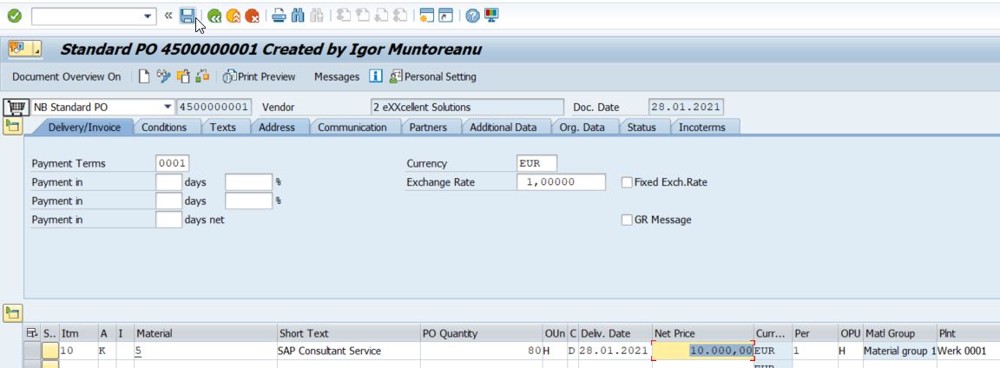 Standard PO 4500000001 Created by Igor Muntoreanu
Document Overview On Print Preview Messages Personal Setting
NB Standard PO 4500000001 Vendor 2 eXXcellent Solutions Doc. Date 28.01.2021
Delivery/Invoice Conditions Texts Address Communication Partners Additional Data Org. Data Status Incoterms
Payment Terms 0001 Currency EUR
Payment in days % Exchange Rate 1,00000 Fixed Exch.Rate
Payment in days %
Payment in days net GR Message
S.. Itm A I Material Short Text PO Quantity OUn C Deliv. Date Net Price Curr... Per OPU Matl Group Plnt
10 K 5 SAP Consultant Service 80 H D 28.01.2021 10.000,00 EUR 1 H Material group 1 Werk 0001
EUR